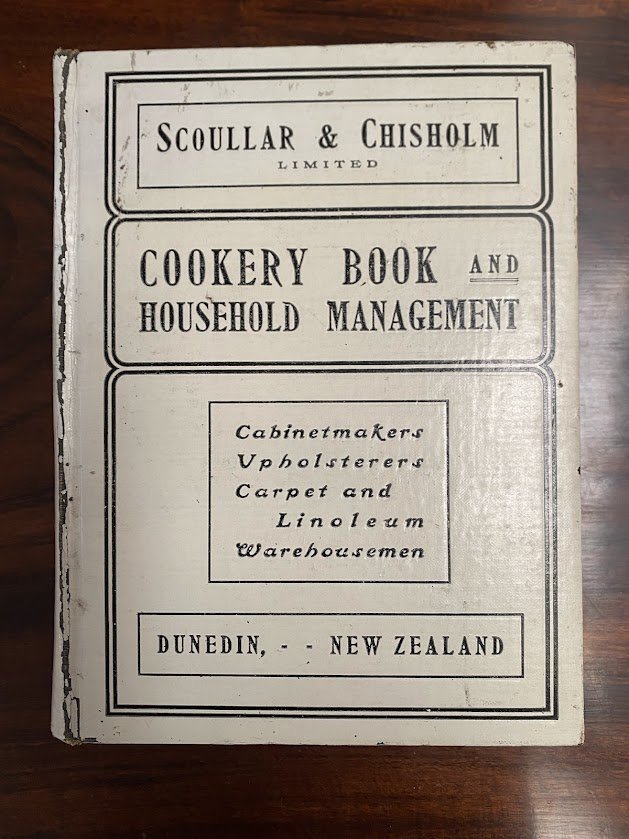 SCOULLAR & CHISHOLM
LIMITED
COOKERY BOOK AND
HOUSEHOLD MANAGEMENT
Cabinetmakers
Upholsterers
Carpet and
Linoleum
Warehousemen
DUNEDIN, - - NEW ZEALAND